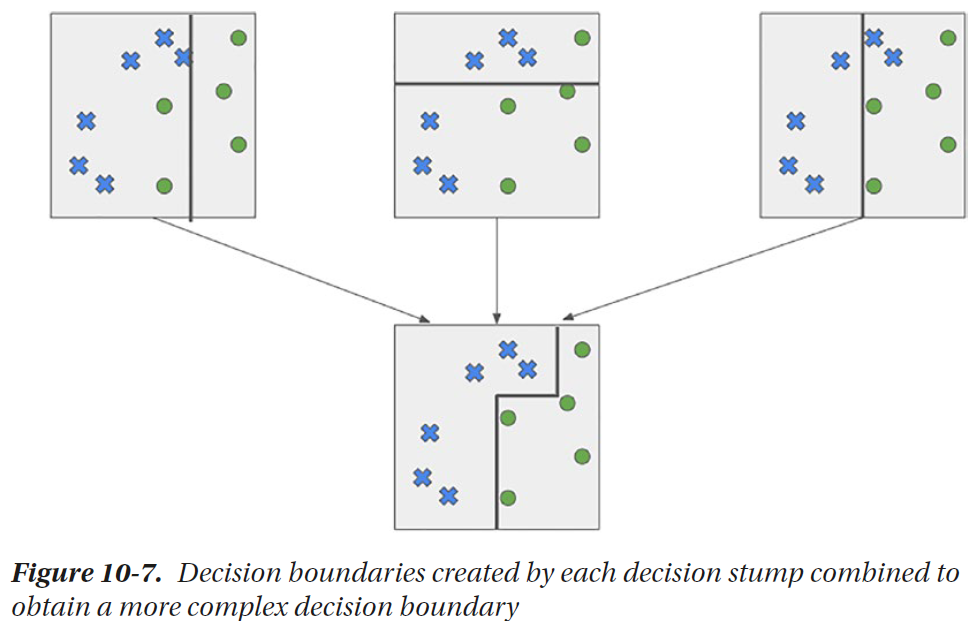 Figure 10-7. Decision boundaries created by each decision stump combined to
obtain a more complex decision boundary